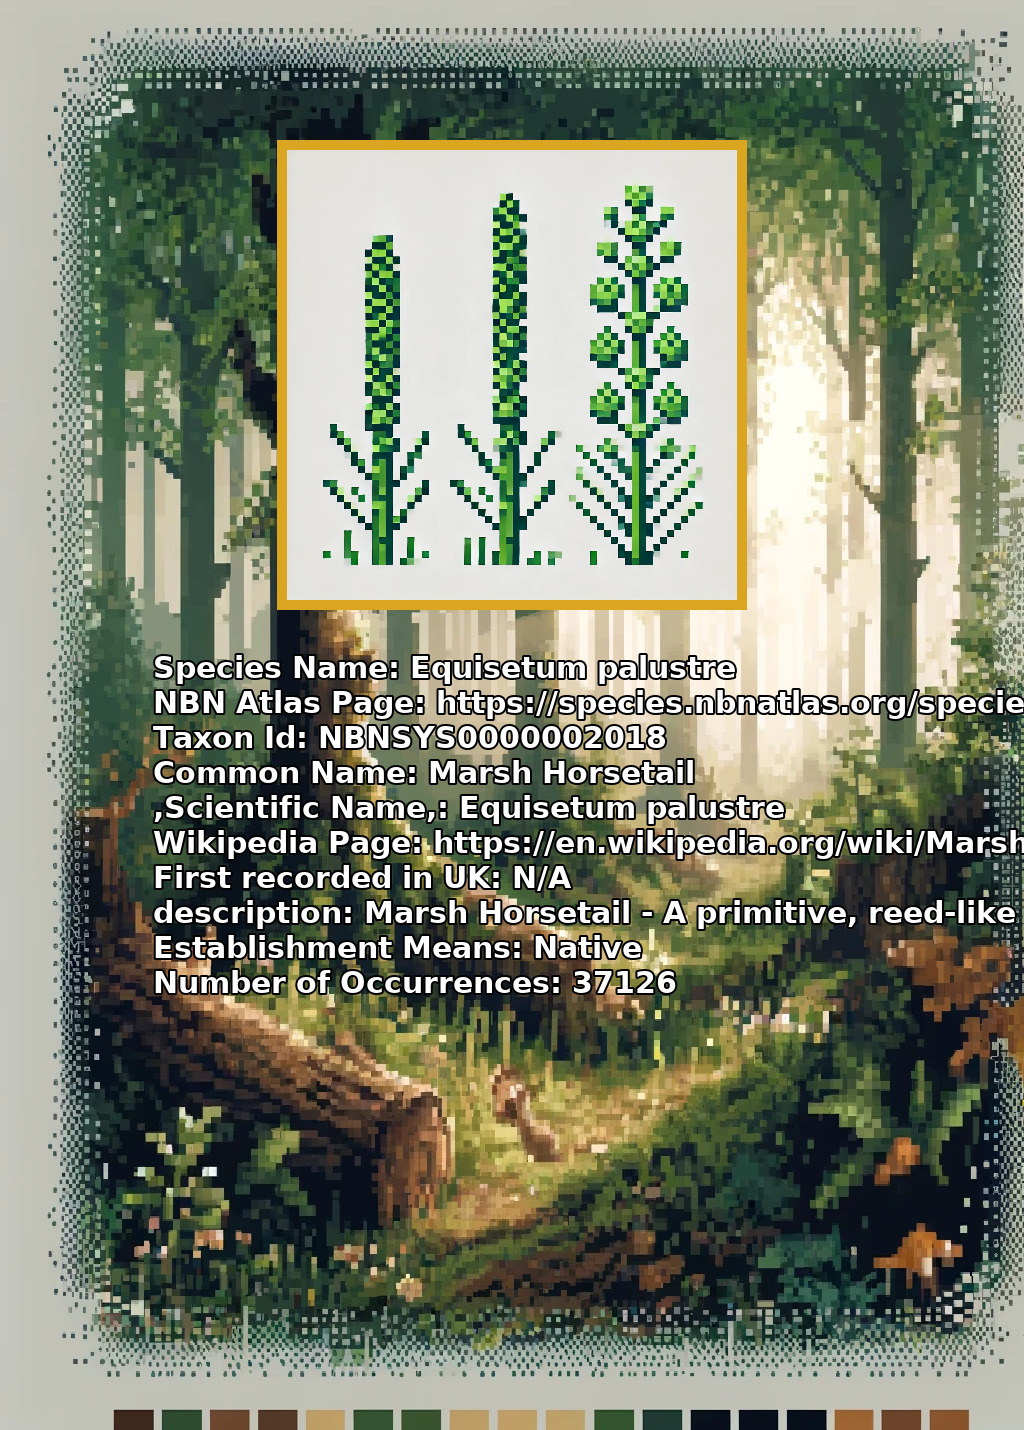 Species Name: Equisetum palustre
NBN Atlas Page: https://species.nbnatlas.org/specie
Taxon Id: NBNSYS0000002018
Common Name: Marsh Horsetail
,Scientific Name,: Equisetum palustre
Wikipedia Page: https://en.wikipedia.org/wiki/Marsh
First recorded in UK: N/A
description: Marsh Horsetail - A primitive, reed-like
Establishment Means: Native
Number of Occurrences: 37126